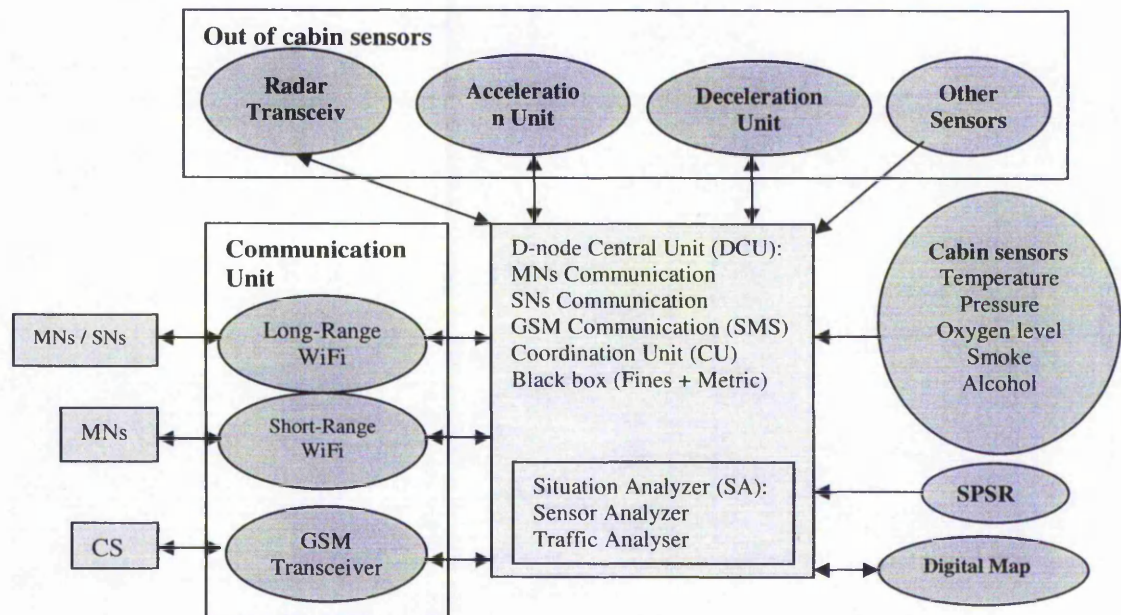 Out of cabin sensors
Radar
Transceiv
Acceleratio
n Unit
Deceleration
Unit
Other
Sensors
Communication
Unit
MNs / SNs
Long-Range
WiFi
MNs
Short-Range
WiFi
CS
GSM
Transceiver
D-node Central Unit (DCU):
MNs Communication
SNs Communication
GSM Communication (SMS)
Coordination Unit (CU)
Black box (Fines + Metric)
Situation Analyzer (SA):
Sensor Analyzer
Traffic Analyser
Cabin sensors
Temperature
Pressure
Oxygen level
Smoke
Alcohol
SPSR
Digital Map